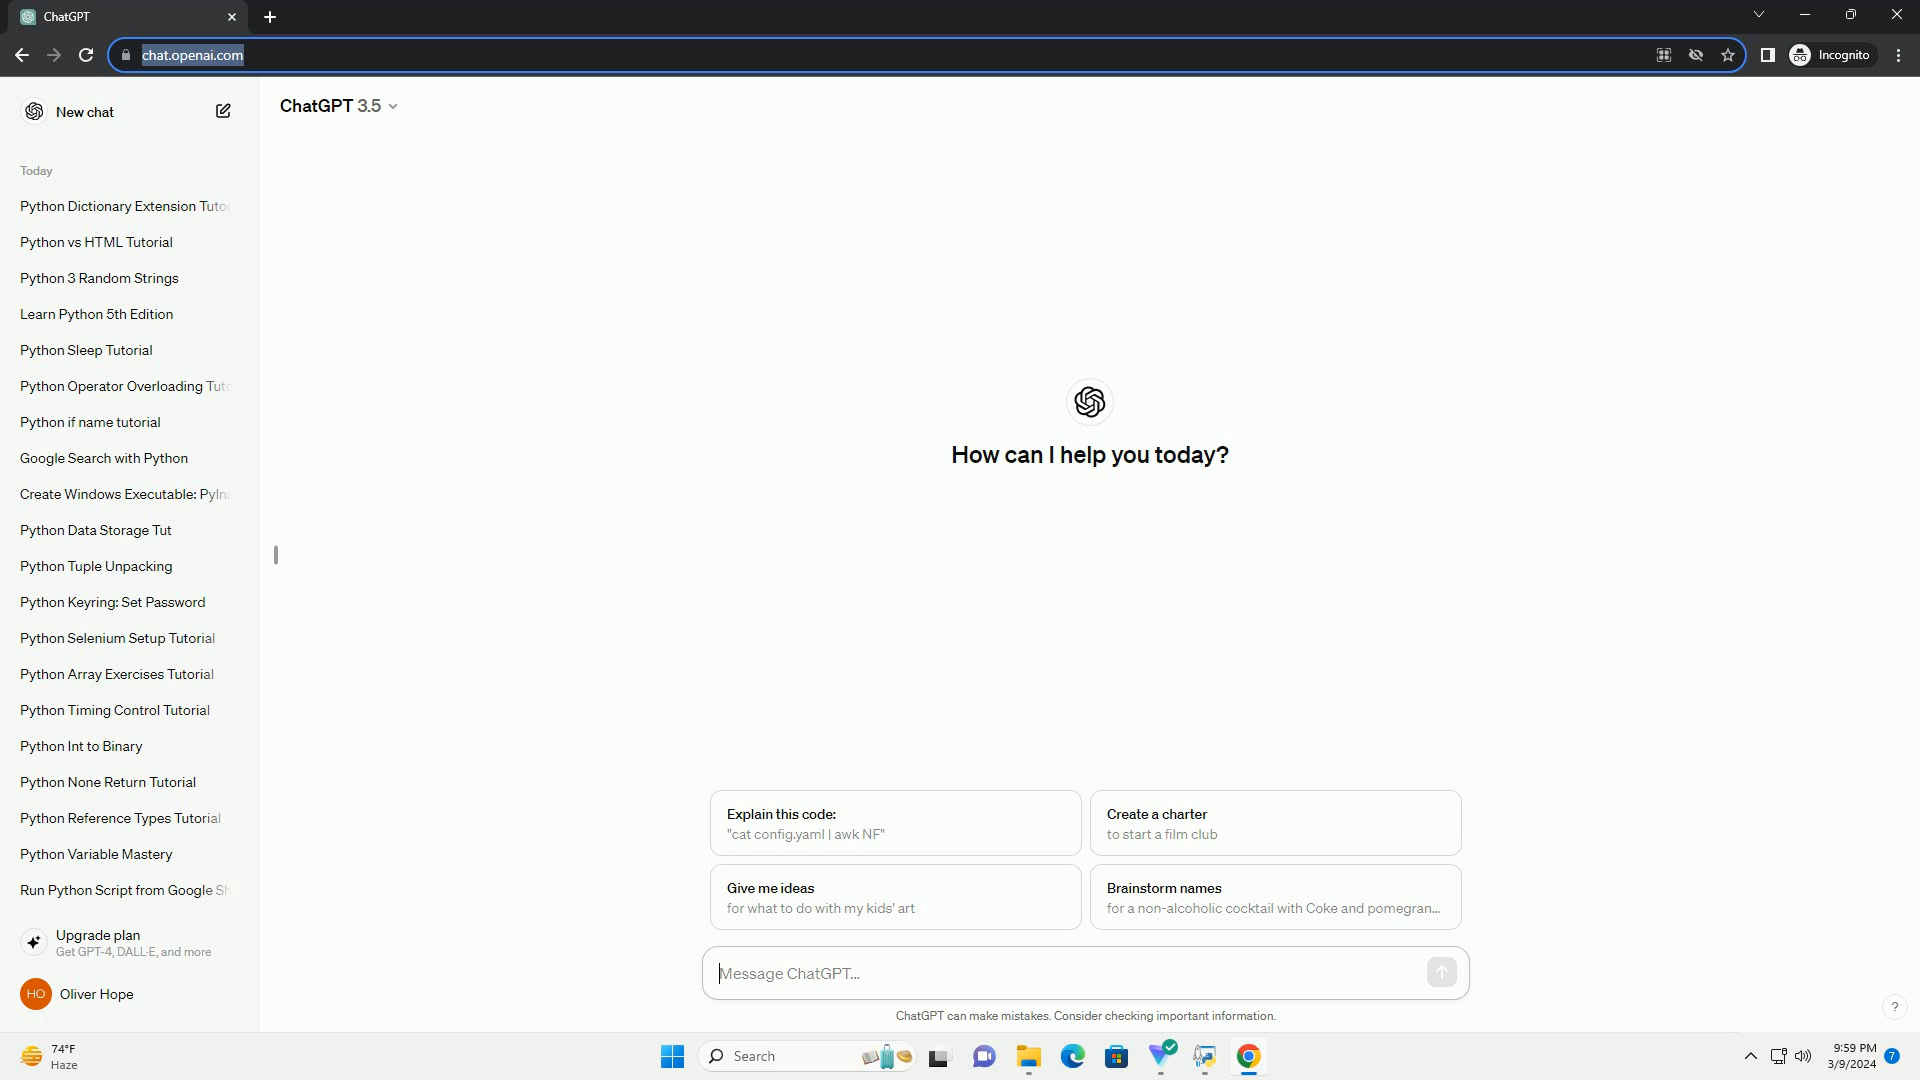 ChatGPT
chat.openai.com
Incognito
New chat
ChatGPT 3.5
Today
Python Dictionary Extension Tuto
Python vs HTML Tutorial
Python 3 Random Strings
Learn Python 5th Edition
Python Sleep Tutorial
Python Operator Overloading Tuto
Python if name tutorial
Google Search with Python
Create Windows Executable: PyIns
Python Data Storage Tut
Python Tuple Unpacking
Python Keyring: Set Password
Python Selenium Setup Tutorial
Python Array Exercises Tutorial
Python Timing Control Tutorial
Python Int to Binary
Python None Return Tutorial
Python Reference Types Tutorial
Python Variable Mastery
Run Python Script from Google Sh
Upgrade plan
Get GPT-4, DALL·E, and more
HO
Oliver Hope
How can I help you today?
Explain this code:
"cat config.yaml | awk NF"
Create a charter
to start a film club
Give me ideas
for what to do with my kids' art
Brainstorm names
for a non-alcoholic cocktail with Coke and pomegran...
Message ChatGPT...
ChatGPT can make mistakes. Consider checking important information.
?
74°F
Haze
Search
9:59 PM
3/9/2024
7